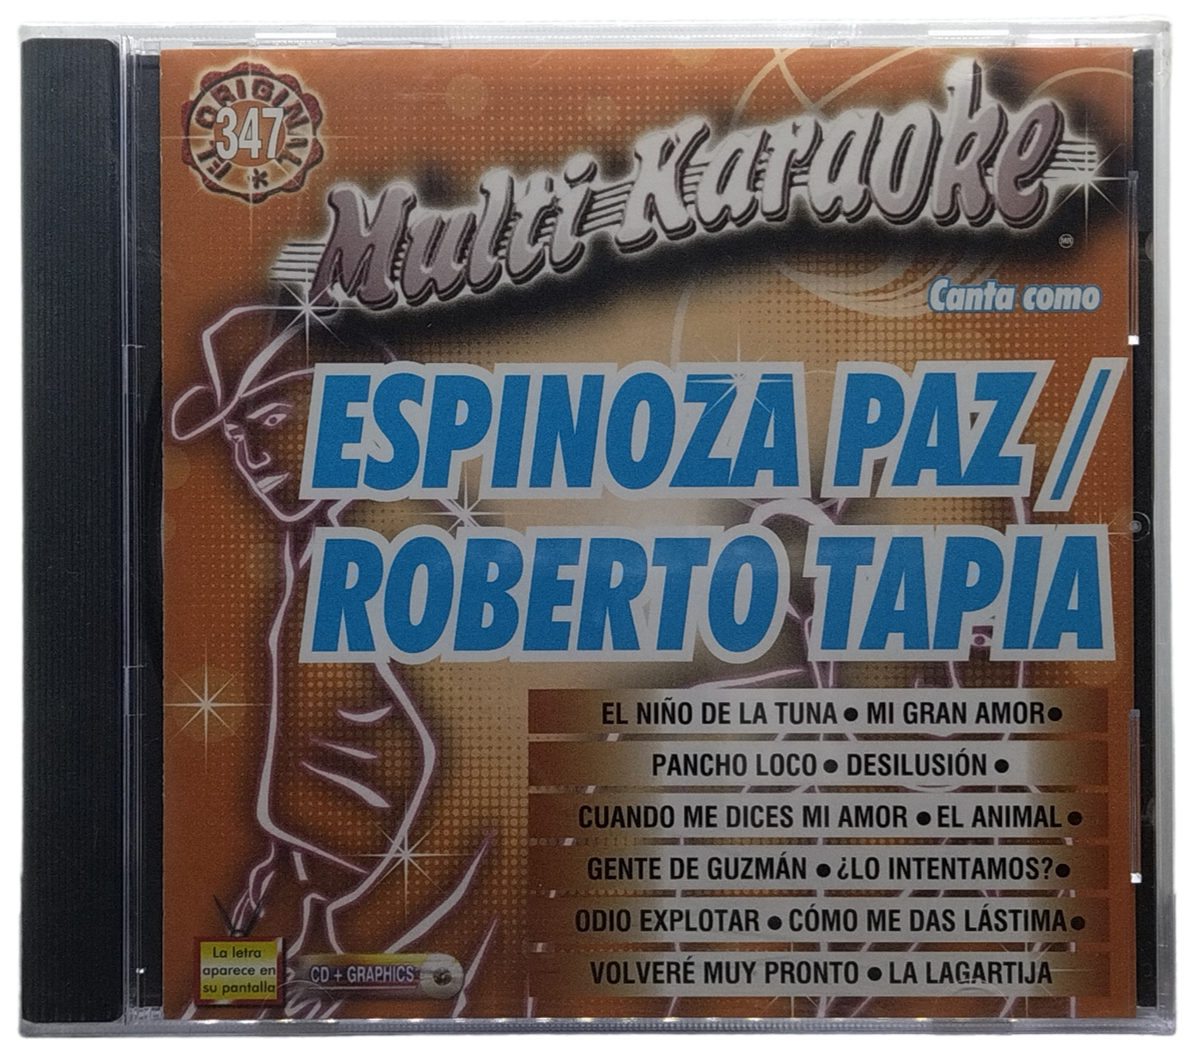 EL ORIGINAL *
347
Multi Karaoke
MR
Canta como
ESPINOZA PAZ /
ROBERTO TAPIA
EL NIÑO DE LA TUNA ● MI GRAN AMOR●
PANCHO LOCO ● DESILUSIÓN ●
CUANDO ME DICES MI AMOR ● EL ANIMAL ●
GENTE DE GUZMÁN ● ¿LO INTENTAMOS?●
ODIO EXPLOTAR ● CÓMO ME DAS LÁSTIMA●
VOLVERÉ MUY PRONTO ● LA LAGARTIJA
La letra
aparece en
su pantalla
CD + GRAPHICS